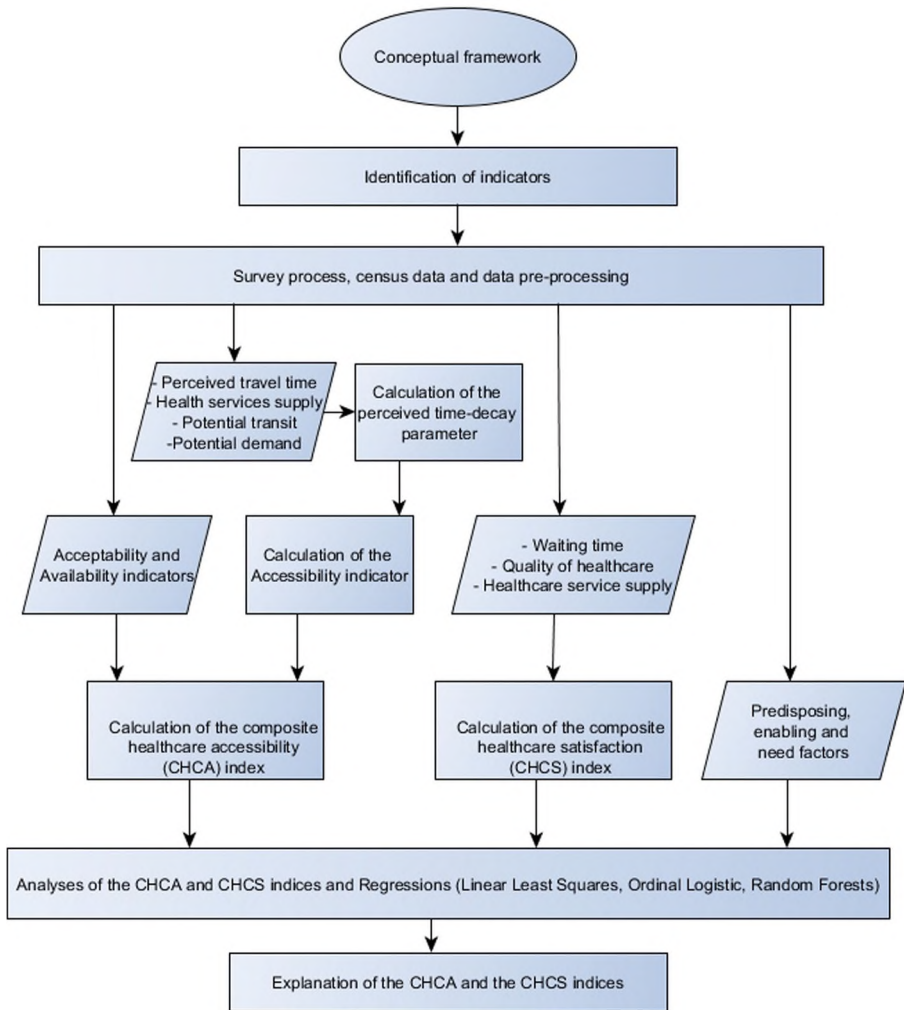 Conceptual framework
Identification of indicators
Survey process, census data and data pre-processing
- Perceived travel time
- Health services supply
- Potential transit
-Potential demand
Calculation of the
perceived time-decay
parameter
Acceptability and
Availability indicators
Calculation of the
Accessibility indicator
- Waiting time
- Quality of healthcare
- Healthcare service supply
Calculation of the composite
healthcare accessibility
(CHCA) index
Calculation of the composite
healthcare satisfaction
(CHCS) index
Predisposing,
enabling and
need factors
Analyses of the CHCA and CHCS indices and Regressions (Linear Least Squares, Ordinal Logistic, Random Forests)
Explanation of the CHCA and the CHCS indices